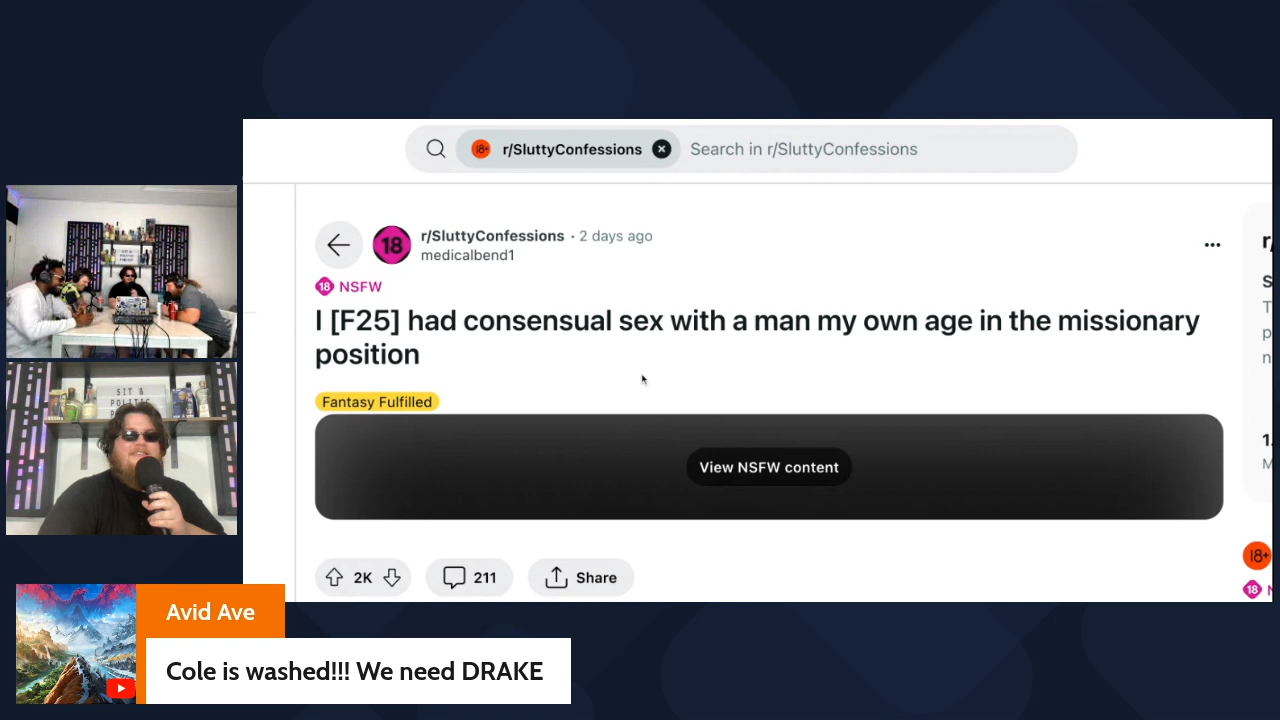 r/SluttyConfessions
Search in r/SluttyConfessions
r/SluttyConfessions • 2 days ago
medicalbend1
NSFW
I [F25] had consensual sex with a man my own age in the missionary
position
Fantasy Fulfilled
View NSFW content
2K
211
Share
SIT &
POLITIC
Avid Ave
Cole is washed!!! We need DRAKE